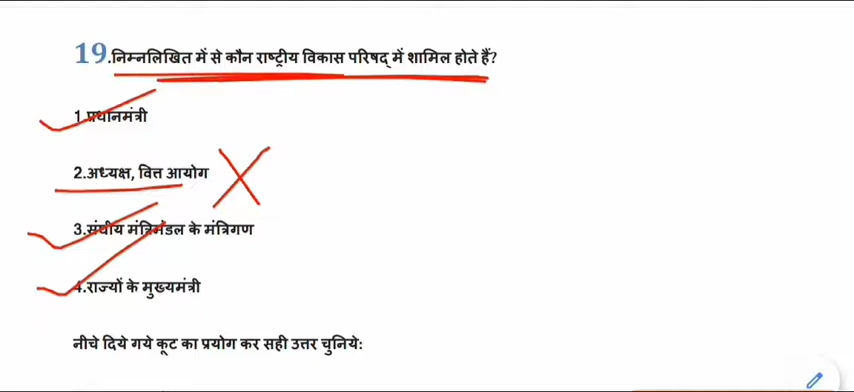 19.निम्नलिखित में से कौन राष्ट्रीय विकास परिषद् में शामिल होते हैं?
1.प्रधानमंत्री
2.अध्यक्ष, वित्त आयोग
3.संघीय मंत्रिमंडल के मंत्रिगण
4.राज्यों के मुख्यमंत्री
नीचे दिये गये कूट का प्रयोग कर सही उत्तर चुनिये: